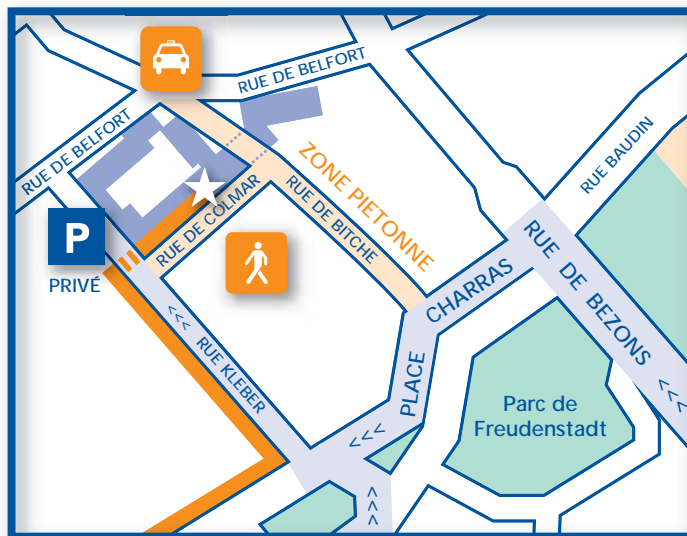 RUE DE BELFORT
RUE DE BELFORT
RUE BAUDIN
ZONE PIETONNE
RUE DE COLMAR
RUE DE BITCHE
P
PRIVÉ
CHARRAS
RUE DE BEZONS
<<<
RUE KLEBER
PLACE
<<<
Parc de
Freudenstadt
<<<
<<<